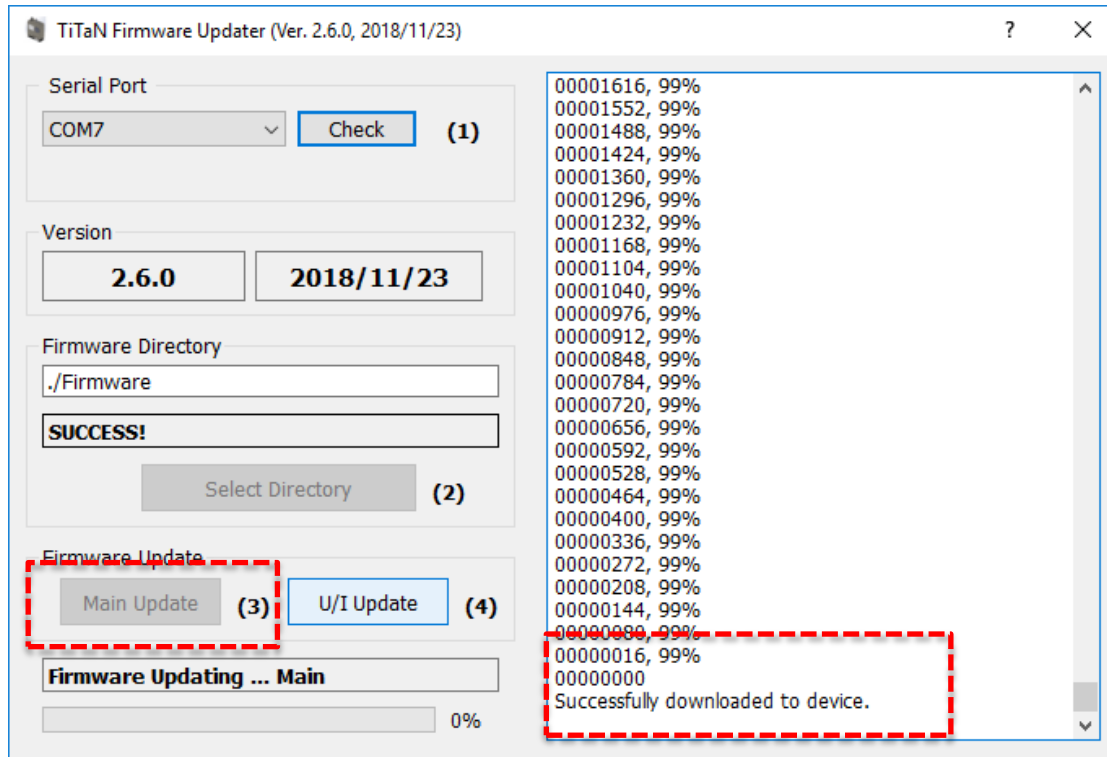 TiTaN Firmware Updater (Ver. 2.6.0, 2018/11/23)
?
Serial Port
COM7
Check
(1)
Version
2.6.0
2018/11/23
Firmware Directory
./Firmware
SUCCESS!
Select Directory
(2)
Firmware Update
Main Update
(3)
U/I Update
(4)
Firmware Updating ... Main
0%
00001616, 99%
00001552, 99%
00001488, 99%
00001424, 99%
00001360, 99%
00001296, 99%
00001232, 99%
00001168, 99%
00001104, 99%
00001040, 99%
00000976, 99%
00000912, 99%
00000848, 99%
00000784, 99%
00000720, 99%
00000656, 99%
00000592, 99%
00000528, 99%
00000464, 99%
00000400, 99%
00000336, 99%
00000272, 99%
00000208, 99%
00000144, 99%
00000080, 99%
00000016, 99%
00000000
Successfully downloaded to device.